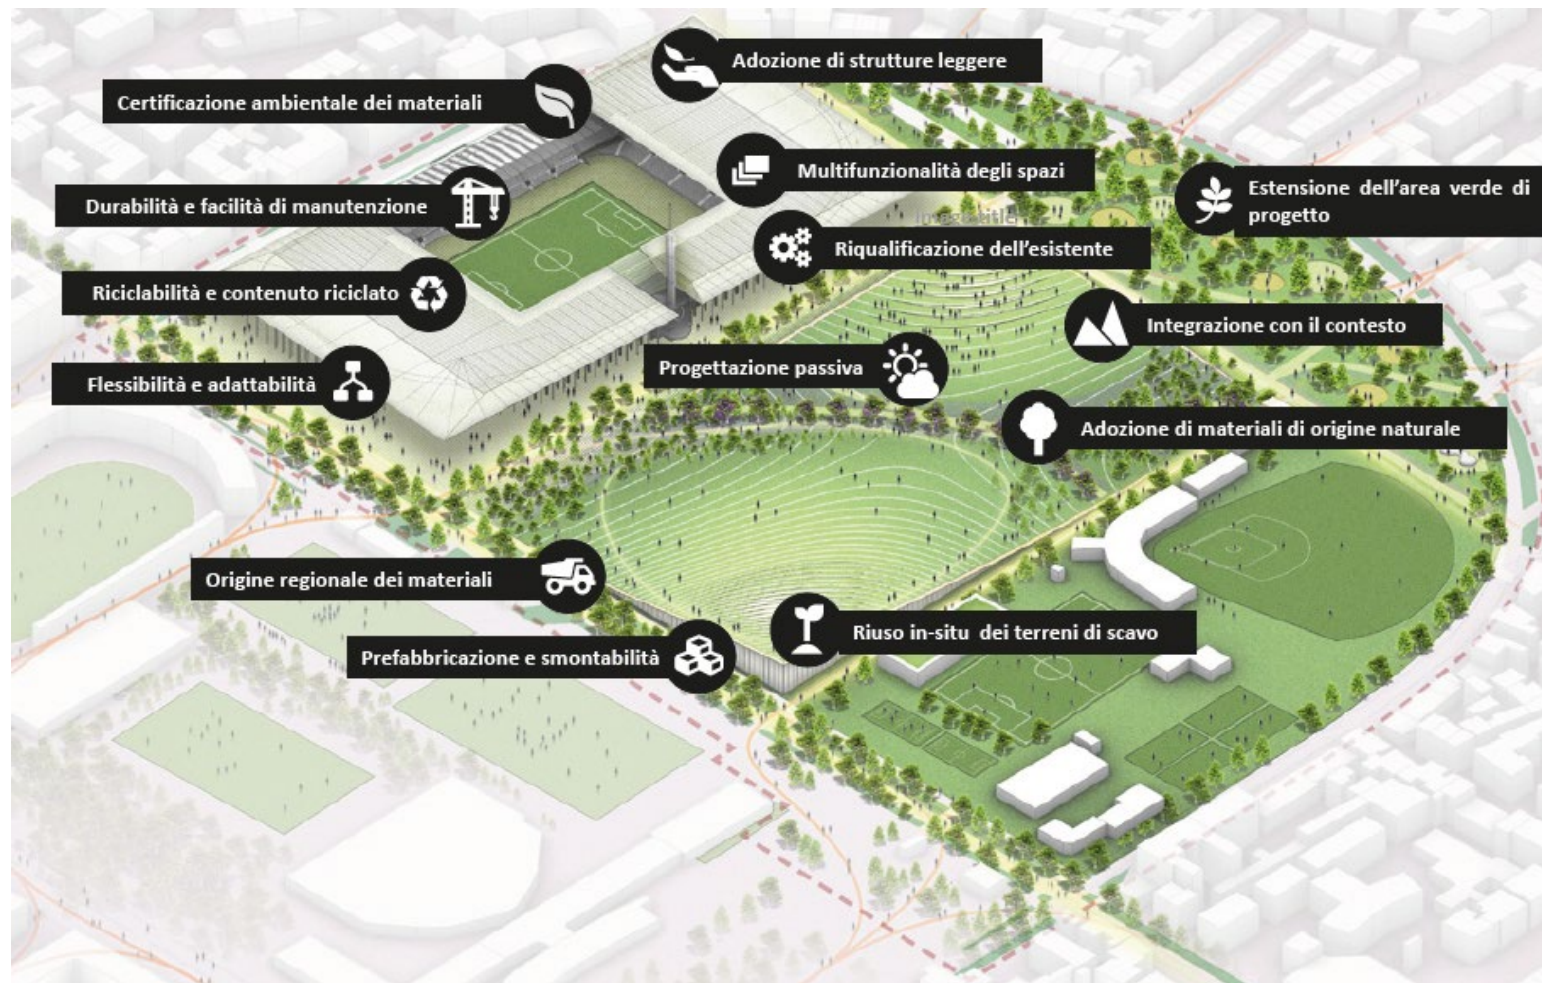 Adozione di strutture leggere
Certificazione ambientale dei materiali
Multifunzionalità degli spazi
Durabilità e facilità di manutenzione
Estensione dell'area verde di
progetto
Riqualificazione dell'esistente
Riciclabilità e contenuto riciclato
Integrazione con il contesto
Progettazione passiva
Flessibilità e adattabilità
Adozione di materiali di origine naturale
Origine regionale dei materiali
Riuso in-situ dei terreni di scavo
Prefabbricazione e smontabilità